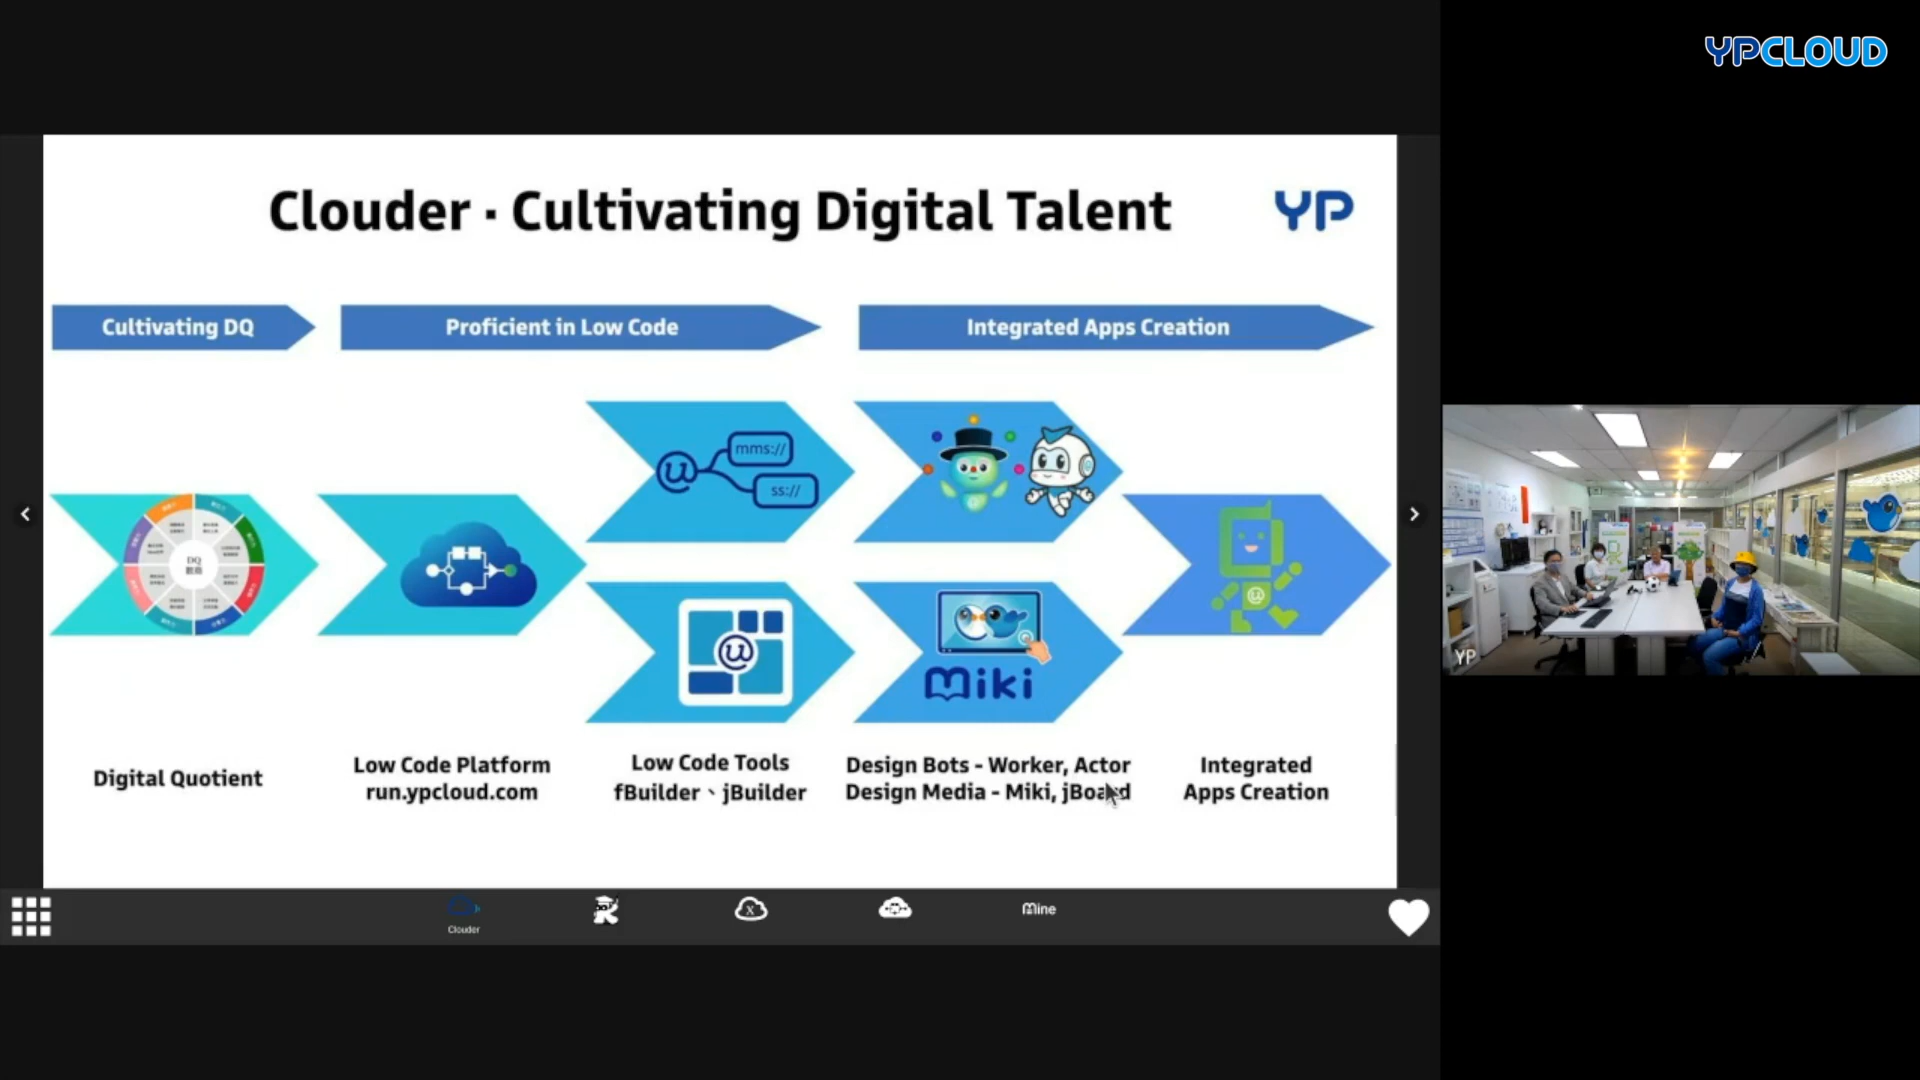 YPCLOUD
Clouder · Cultivating Digital Talent
YP
Cultivating DQ
Proficient in Low Code
Integrated Apps Creation
mms://
ss://
DQ
miki
Digital Quotient
Low Code Platform
run.ypcloud.com
Low Code Tools
fBuilder、jBuilder
Design Bots - Worker, Actor
Design Media - Miki, jBoard
Integrated
Apps Creation
YP
Clouder
X
mine